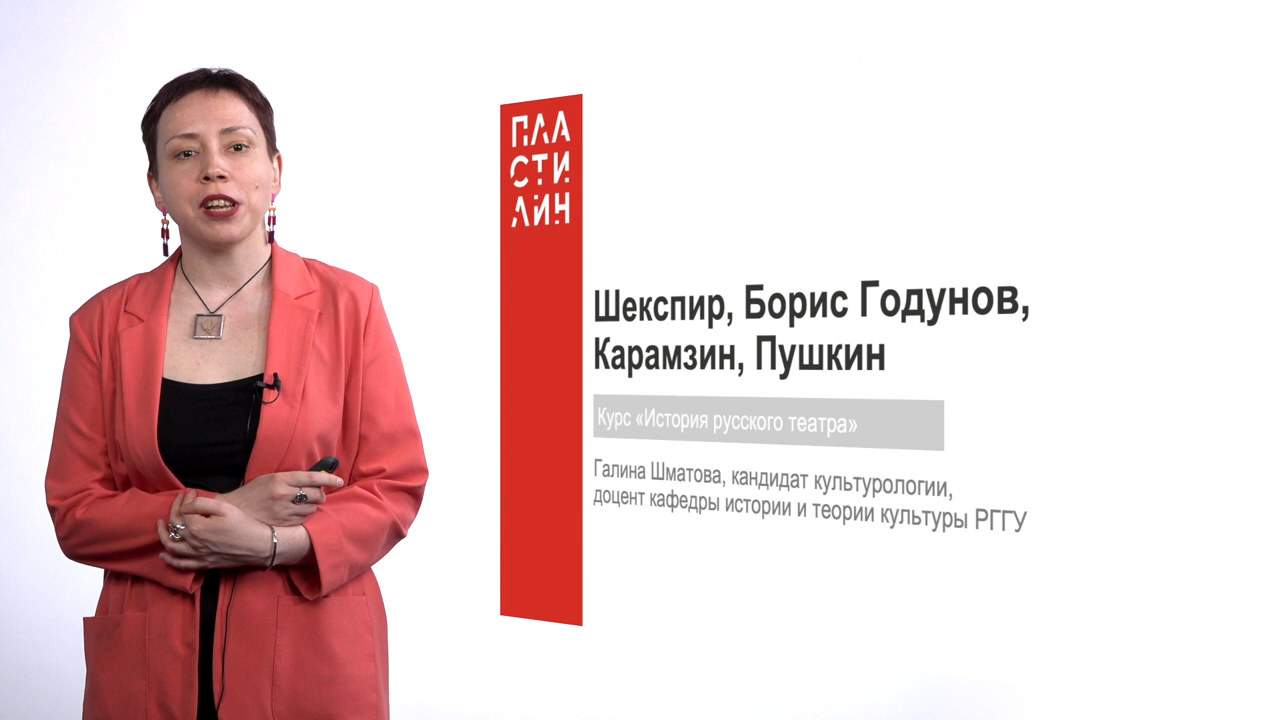 ПЛА
СТИ
ЛИН
Шекспир, Борис Годунов,
Карамзин, Пушкин
Курс «История русского театра»
Галина Шматова, кандидат культурологии,
доцент кафедры истории и теории культуры РГГУ